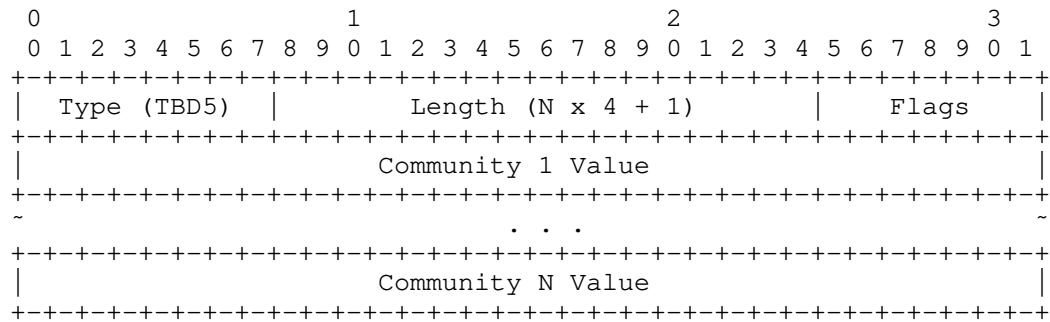 0                   1                   2                   3
 0 1 2 3 4 5 6 7 8 9 0 1 2 3 4 5 6 7 8 9 0 1 2 3 4 5 6 7 8 9 0 1
+-+-+-+-+-+-+-+-+-+-+-+-+-+-+-+-+-+-+-+-+-+-+-+-+-+-+-+-+-+-+-+-+
|  Type (TBD5)  |        Length (N x 4 + 1)       |    Flags    |
+-+-+-+-+-+-+-+-+-+-+-+-+-+-+-+-+-+-+-+-+-+-+-+-+-+-+-+-+-+-+-+-+
|                      Community 1 Value                        |
+-+-+-+-+-+-+-+-+-+-+-+-+-+-+-+-+-+-+-+-+-+-+-+-+-+-+-+-+-+-+-+-+
~                              . . .                            ~
+-+-+-+-+-+-+-+-+-+-+-+-+-+-+-+-+-+-+-+-+-+-+-+-+-+-+-+-+-+-+-+-+
|                      Community N Value                        |
+-+-+-+-+-+-+-+-+-+-+-+-+-+-+-+-+-+-+-+-+-+-+-+-+-+-+-+-+-+-+-+-+